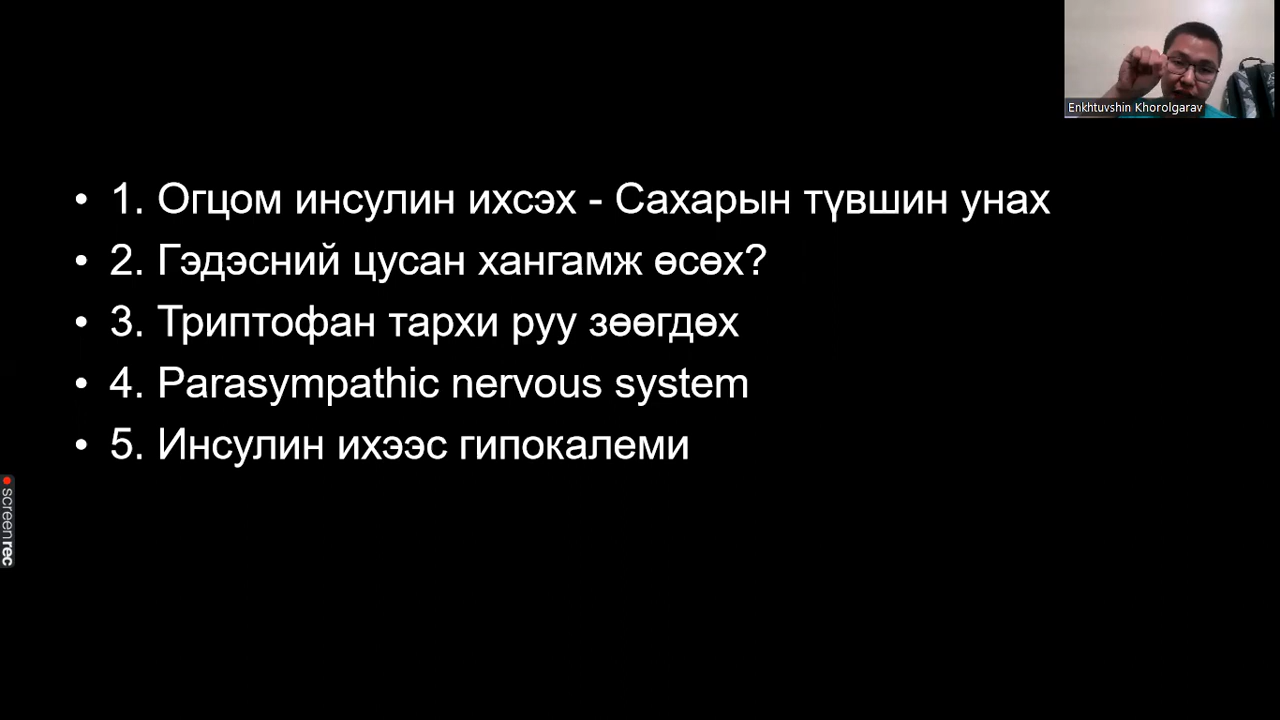 Enkhtuvshin Khorolgarav
• 1. Огцом инсулин ихсэх - Сахарын түвшин унах
• 2. Гэдэсний цусан хангамж өсөх?
• 3. Триптофан тархи руу зөөгдөх
• 4. Parasympathic nervous system
• 5. Инсулин ихээс гипокалеми
screenrec